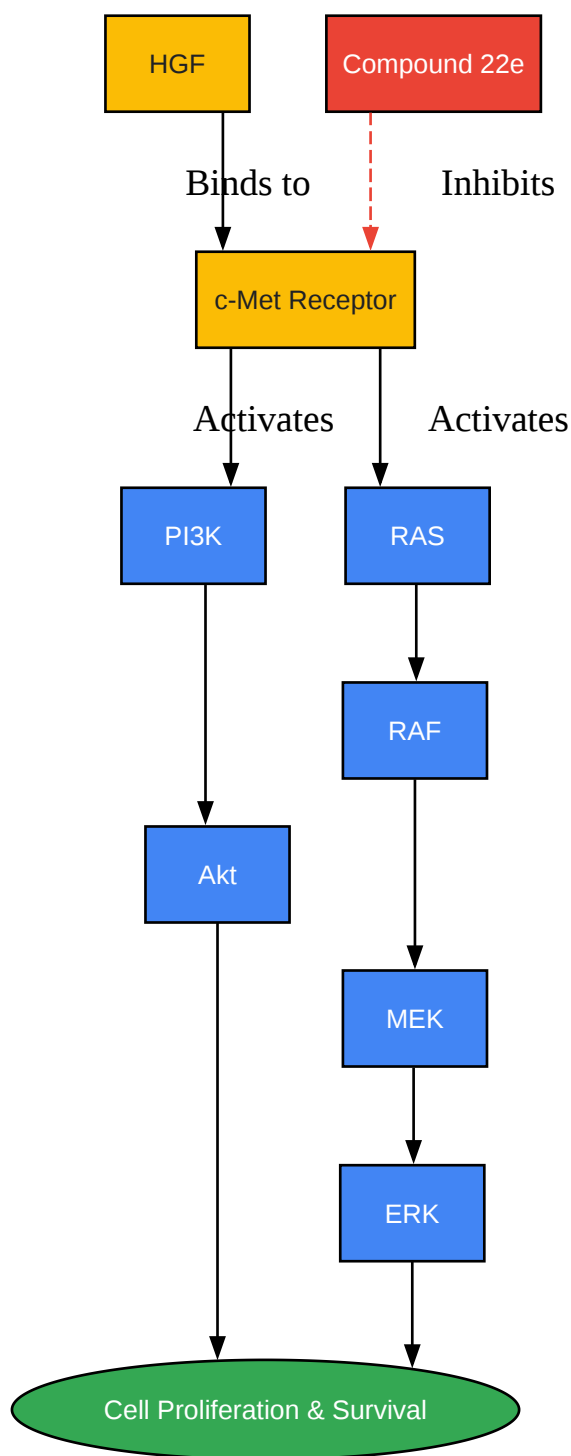 HGF
Compound 22e
Binds to
Inhibits
c-Met Receptor
Activates
Activates
PI3K
RAS
RAF
Akt
MEK
ERK
Cell Proliferation & Survival